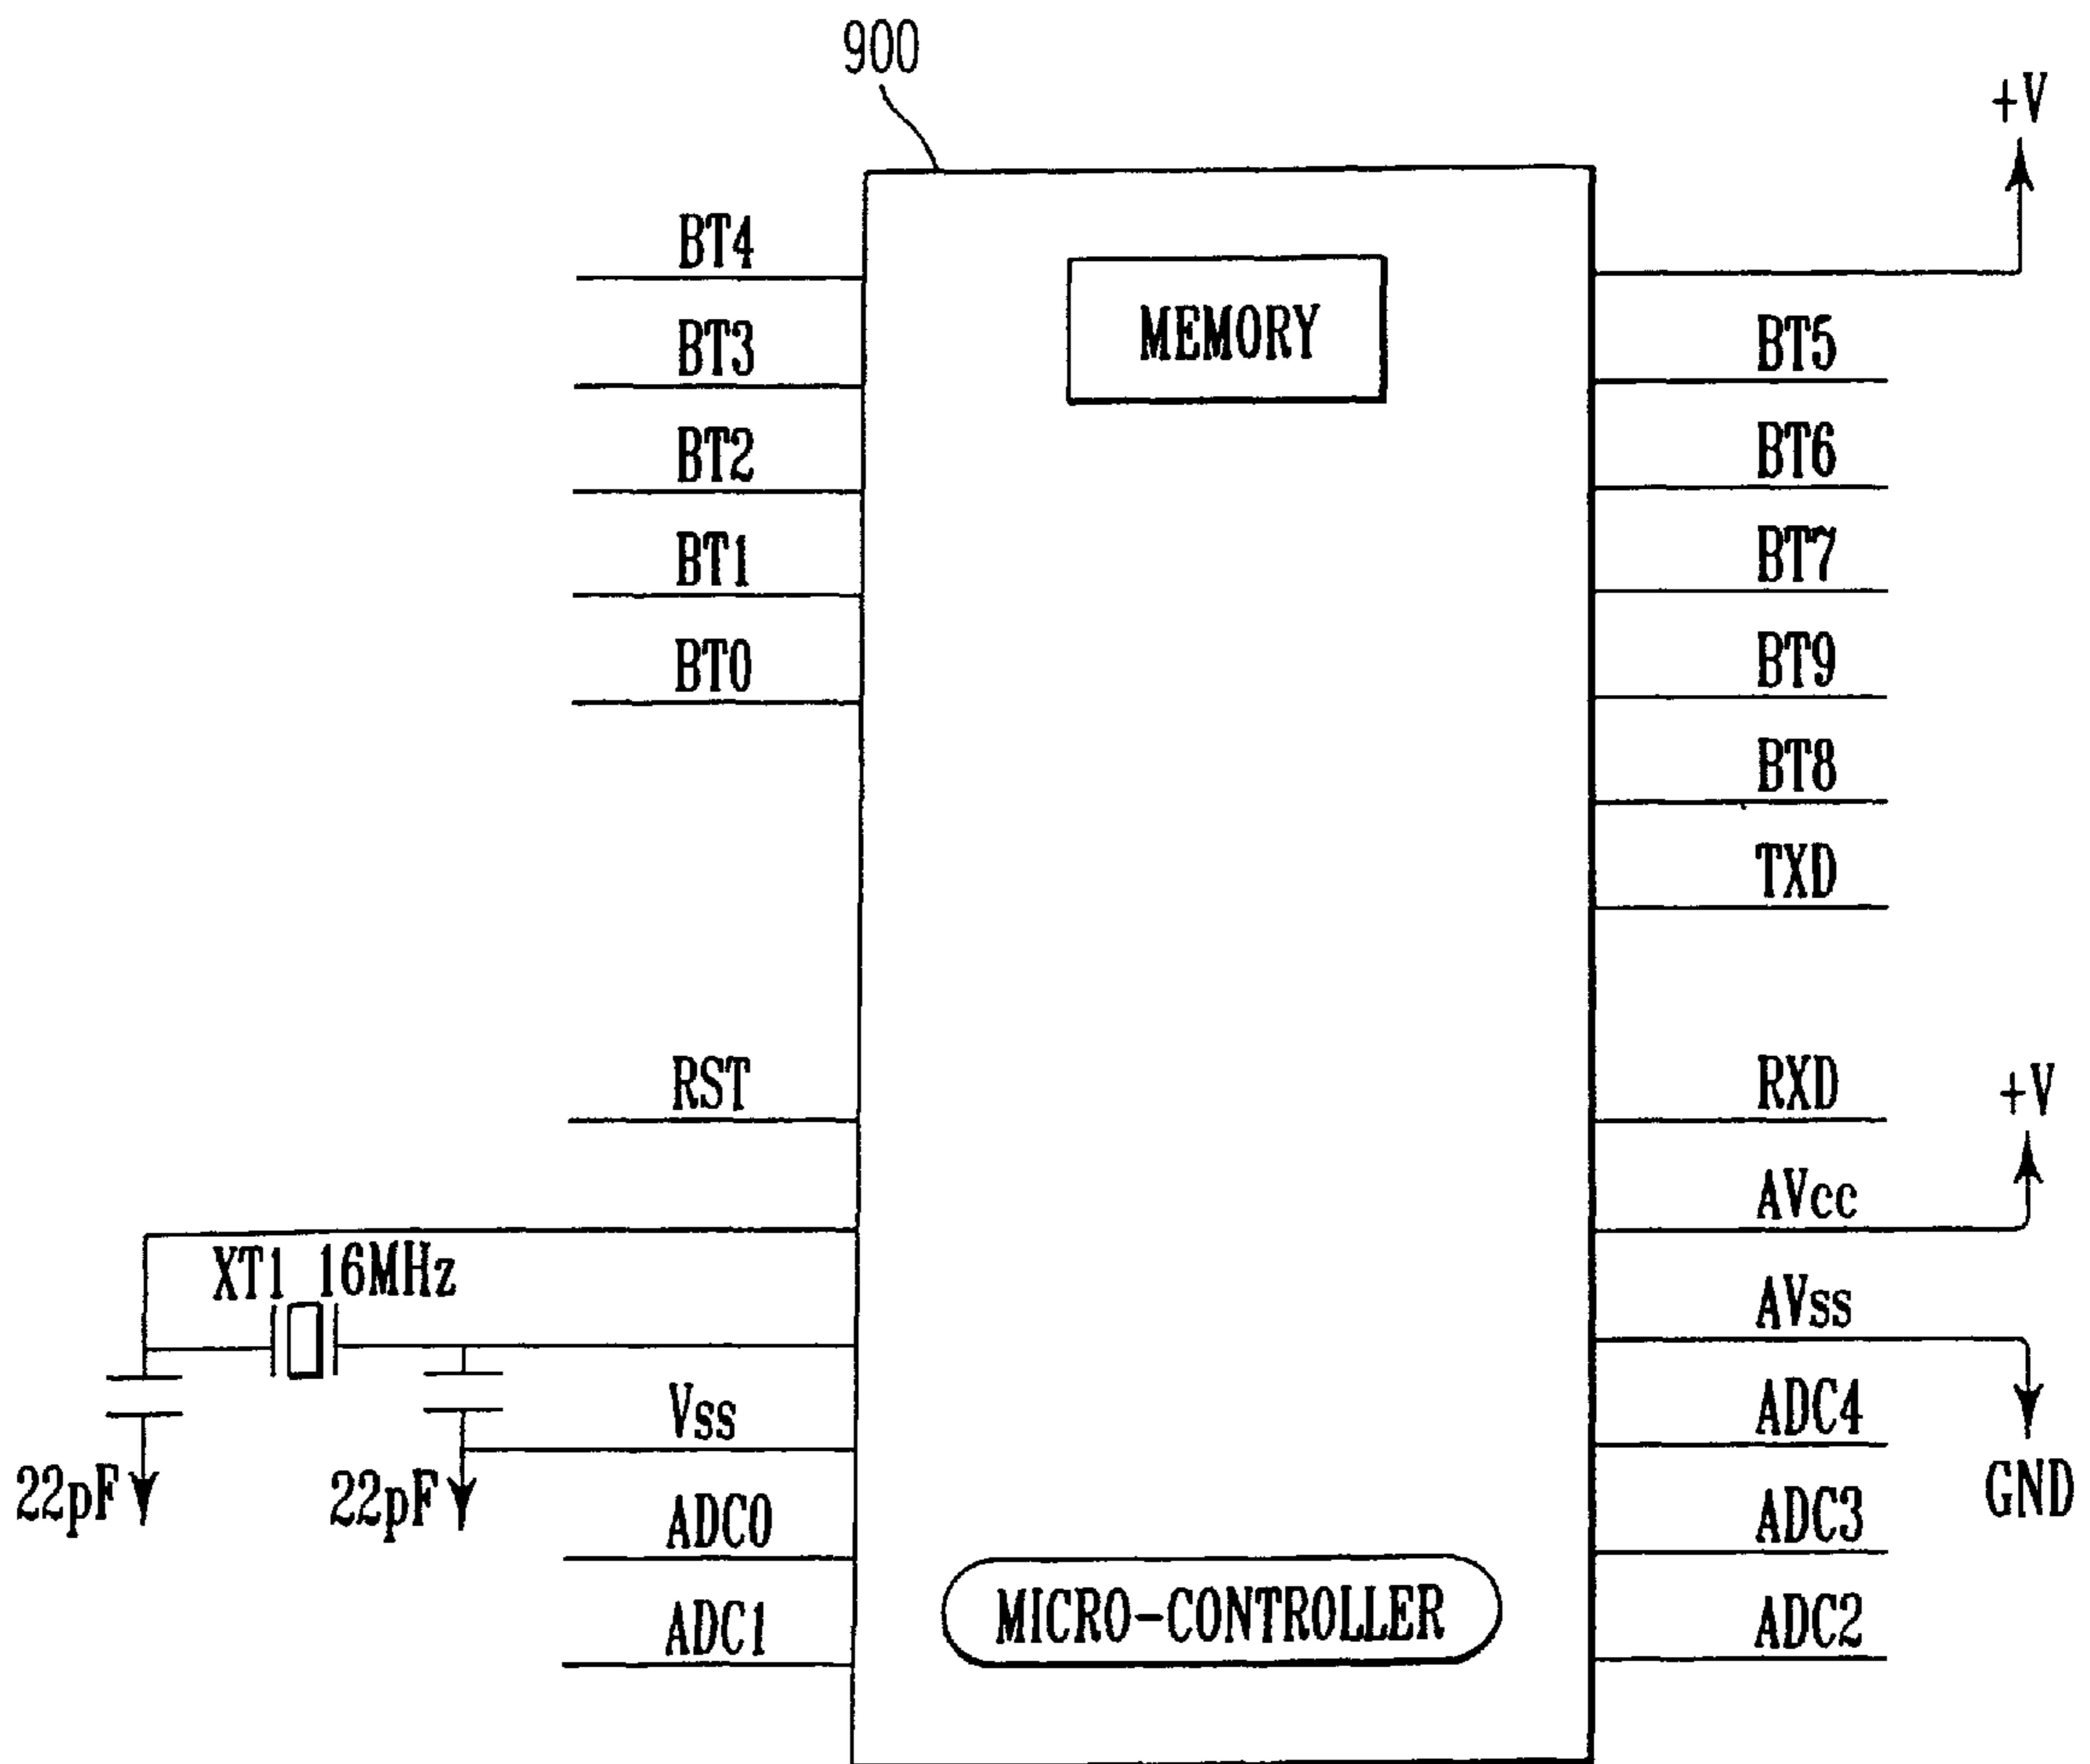 900
+V
BT4
BT3
BT2
BT1
BT0
MEMORY
BT5
BT6
BT7
BT9
BT8
TXD
RST
XT1 16MHz
Vss
22pF
22pF
ADC0
ADC1
RXD
+V
AVcc
AVss
ADC4
GND
ADC3
ADC2
MICRO-CONTROLLER